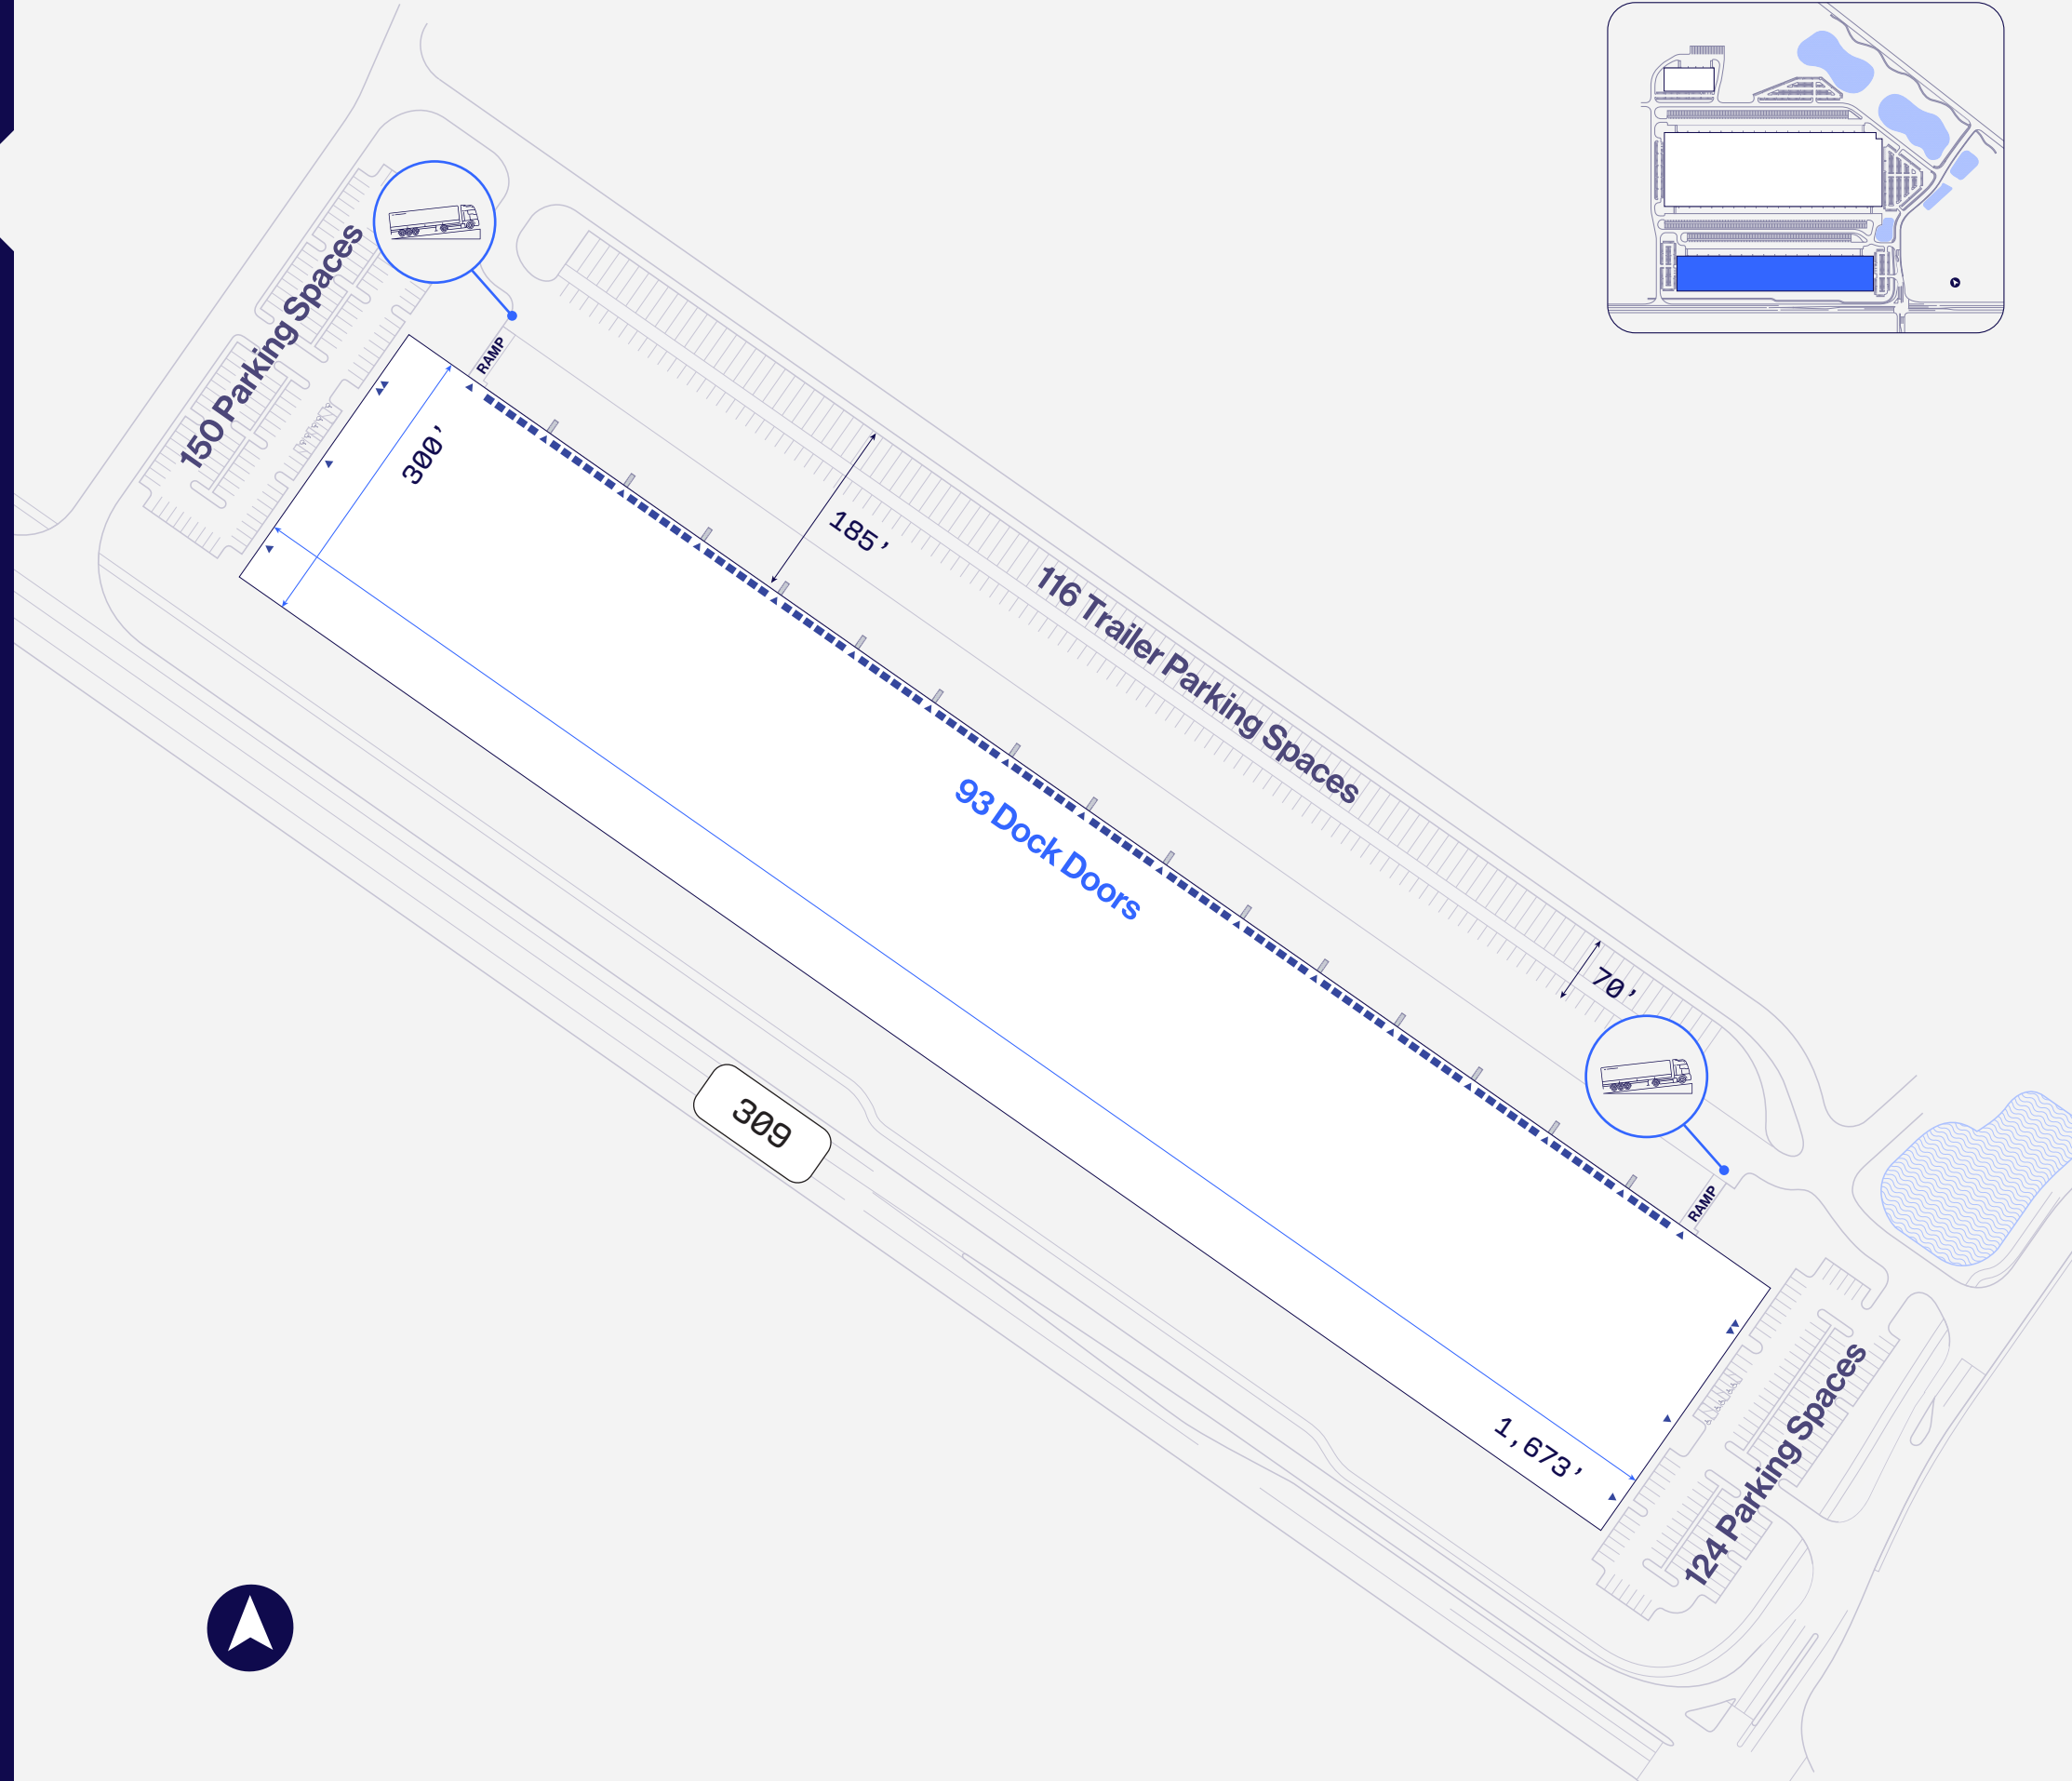 150 Parking Spaces
RAMP
300’
185’
116 Trailer Parking Spaces
93 Dock Doors
70’
309
RAMP
1,673’
124 Parking Spaces